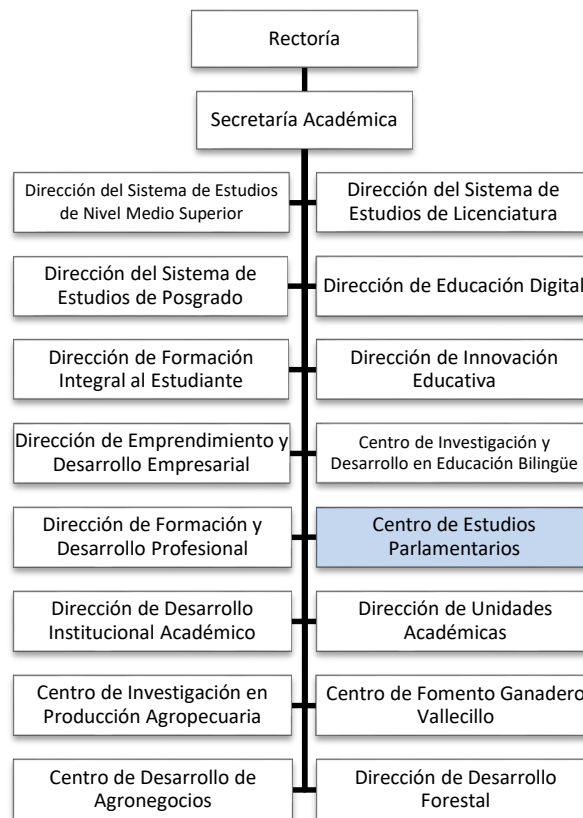 Rectoría
Secretaría Académica
Dirección del Sistema de Estudios
de Nivel Medio Superior
Dirección del Sistema de
Estudios de Licenciatura
Dirección del Sistema de
Estudios de Posgrado
Dirección de Educación Digital
Dirección de Formación
Integral al Estudiante
Dirección de Innovación
Educativa
Dirección de Emprendimiento y
Desarrollo Empresarial
Centro de Investigación y
Desarrollo en Educación Bilingüe
Dirección de Formación y
Desarrollo Profesional
Centro de Estudios
Parlamentarios
Dirección de Desarrollo
Institucional Académico
Dirección de Unidades
Académicas
Centro de Investigación en
Producción Agropecuaria
Centro de Fomento Ganadero
Vallecillo
Centro de Desarrollo de
Agronegocios
Dirección de Desarrollo
Forestal